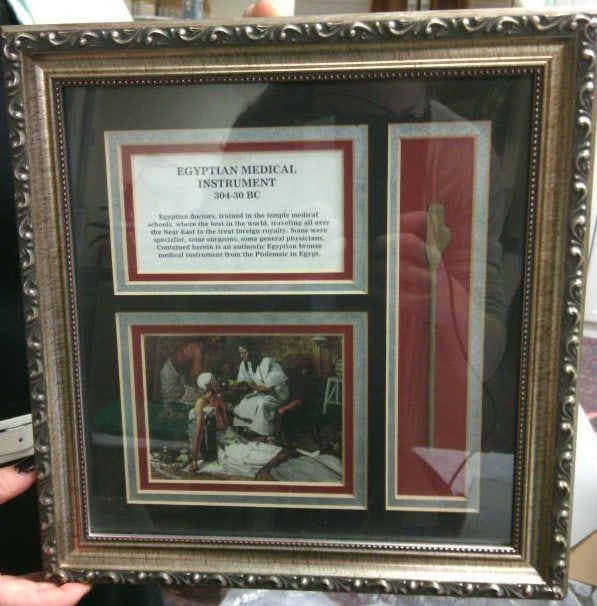 EGYPTIAN MEDICAL
INSTRUMENT
304-30 BC
Egyptian doctors, trained in the temple medical
schools, where the best in the world, traveling all over
the Near East to the treat foreign royalty. Some were
specialist, some surgeons, some general physicians.
Contained herein is an authentic Egyptian bronze
medical instrument from the Ptolemaic in Egypt.